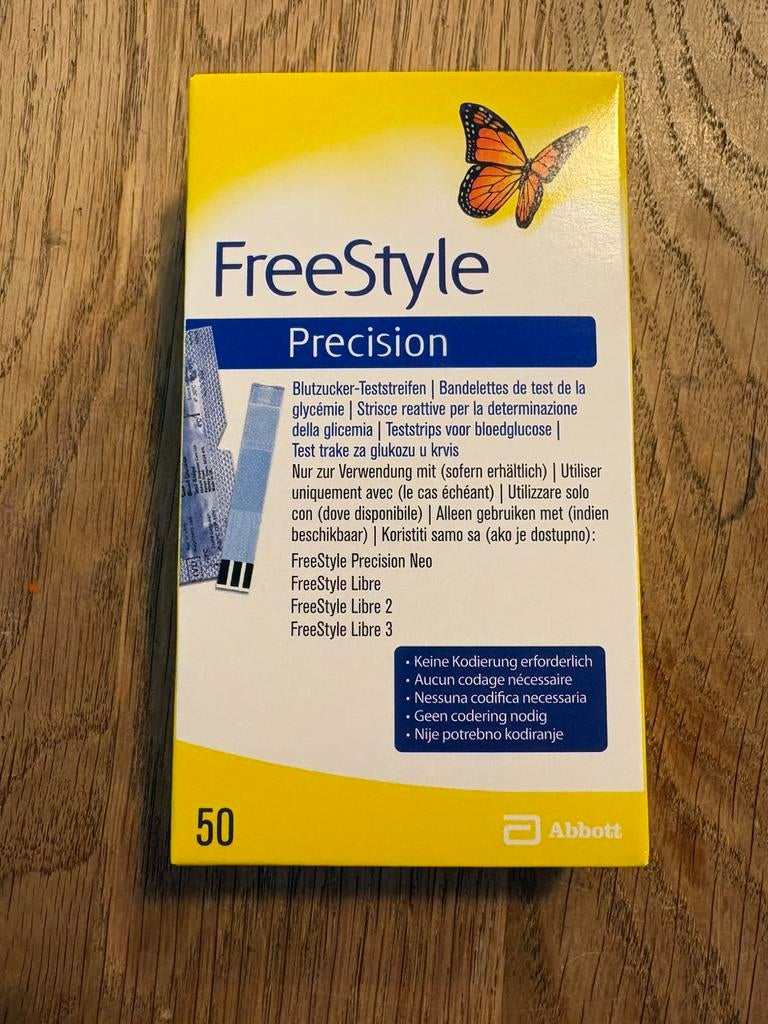 FreeStyle
Precision
Blutzucker-Teststreifen | Bandelettes de test de la
glycémie | Strisce reattive per la determinazione
della glicemia | Teststrips voor bloedglucose |
Test trake za glukozu u krvis
Nur zur Verwendung mit (sofern erhältlich) | Utiliser
uniquement avec (le cas échéant) | Utilizzare solo
con (dove disponibile) | Alleen gebruiken met (indien
beschikbaar) | Koristiti samo sa (ako je dostupno):
FreeStyle Precision Neo
FreeStyle Libre
FreeStyle Libre 2
FreeStyle Libre 3
• Keine Kodierung erforderlich
• Aucun codage nécessaire
• Nessuna codifica necessaria
• Geen codering nodig
• Nije potrebno kodiranje
50
Abbott